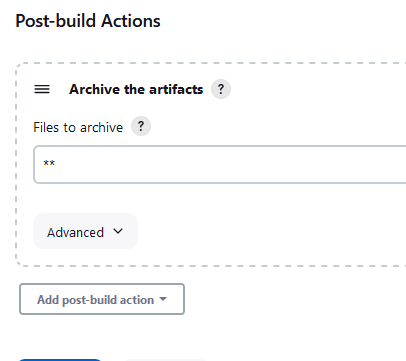 Post-build Actions
Archive the artifacts ?
Files to archive ?
**
Advanced
Add post-build action